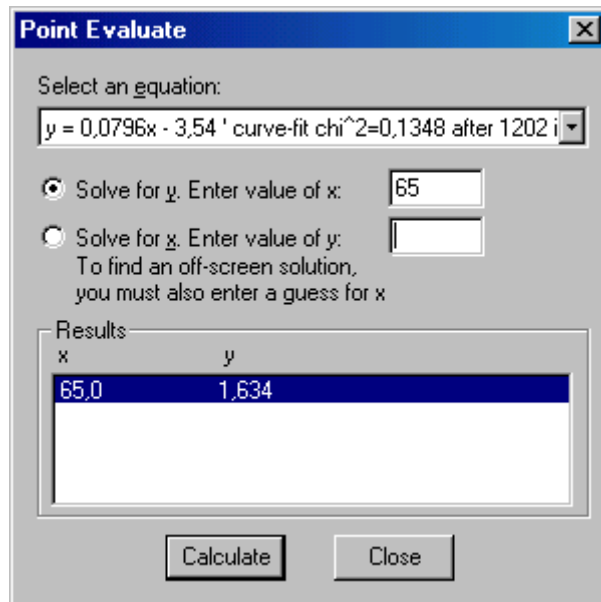 Point Evaluate
Select an equation:
y = 0,0796x - 3,54 ' curve-fit chi^2=0,1348 after 1202 i
Solve for y. Enter value of x: 65
Solve for x. Enter value of y:
To find an off-screen solution,
you must also enter a guess for x
Results
x y
65,0 1,634
Calculate Close